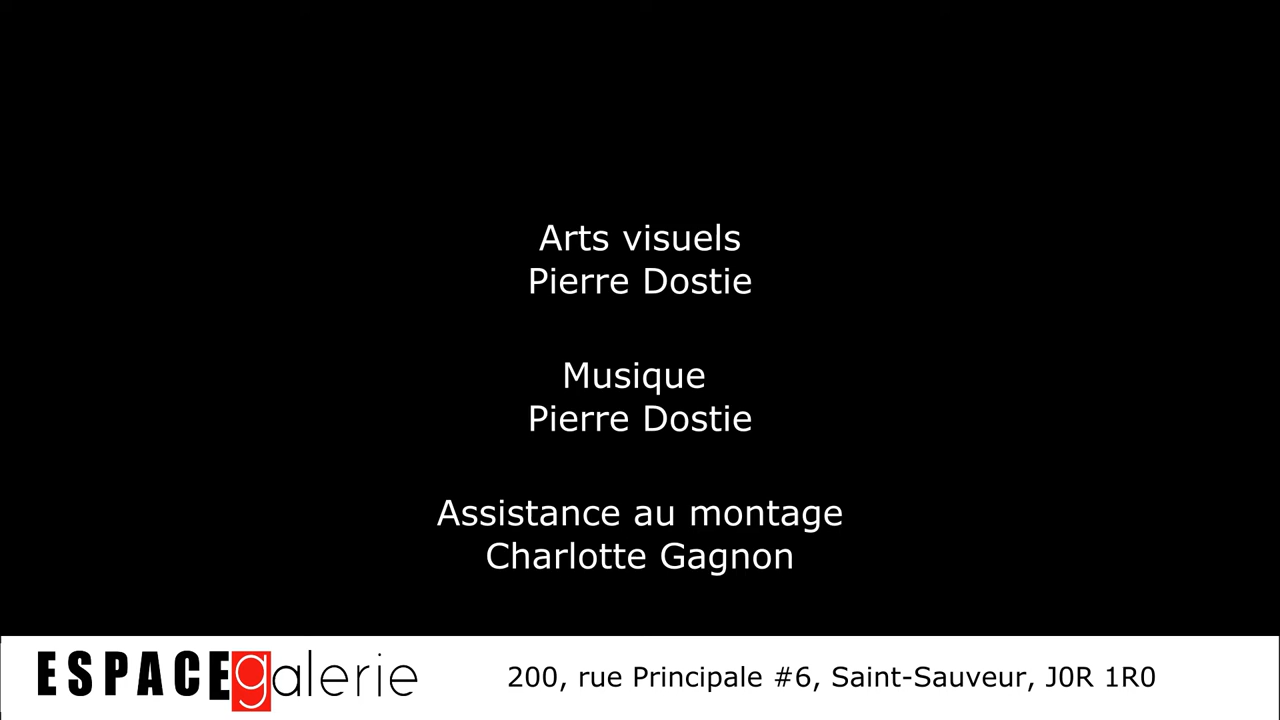 Arts visuels
Pierre Dostie
Musique
Pierre Dostie
Assistance au montage
Charlotte Gagnon
ESPACEgalerie
200, rue Principale #6, Saint-Sauveur, J0R 1R0